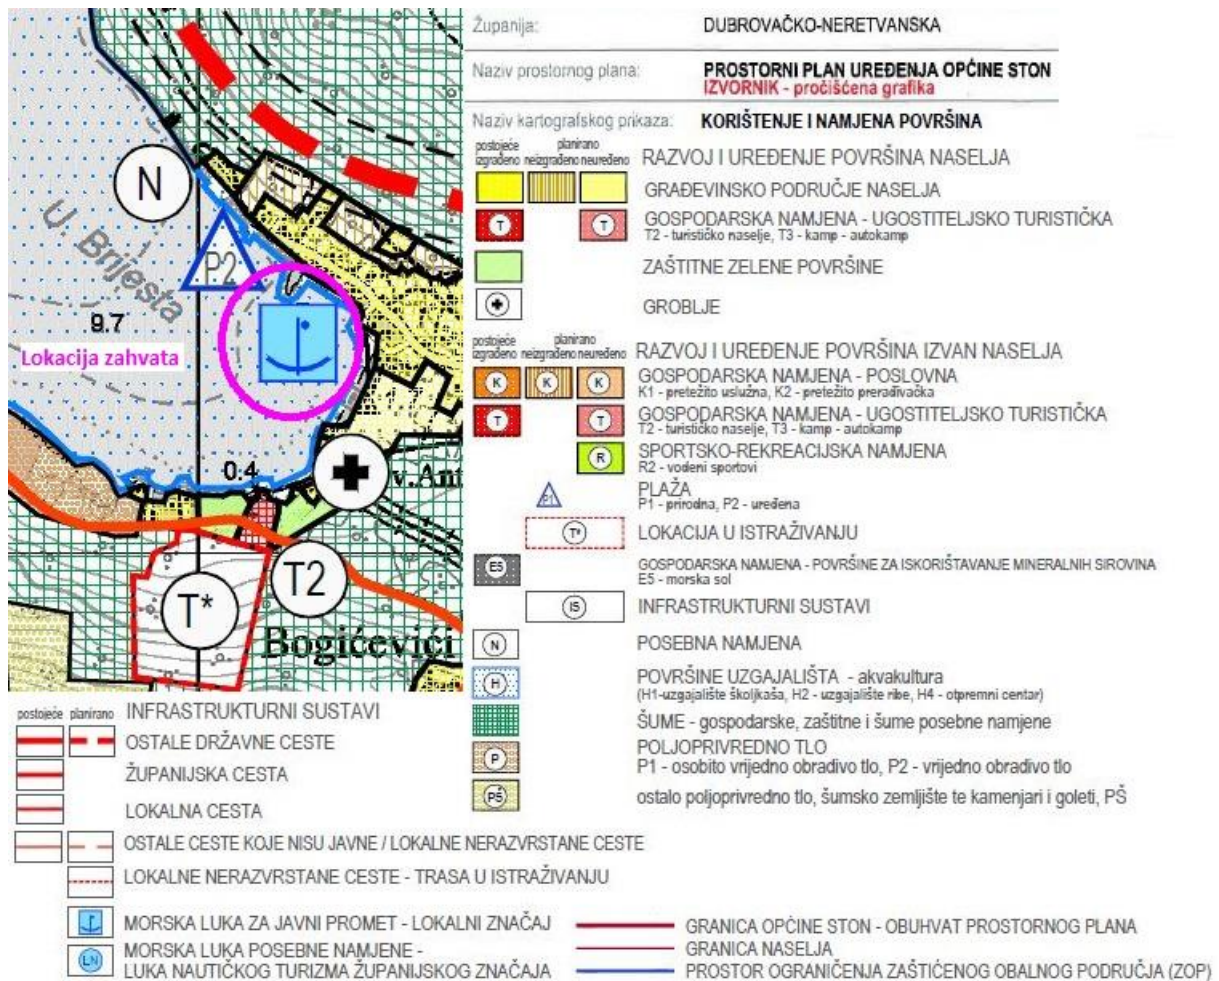 N
U. Brijesta
P2
9.7
Lokacija zahvata
0.4
v.Ant
T2
T*
Bogićevići
Županija: DUBROVAČKO-NERETVANSKA
Naziv prostornog plana: PROSTORNI PLAN UREĐENJA OPĆINE STON
IZVORNIK - pročišćena grafika
Naziv kartografskog prikaza: KORIŠTENJE I NAMJENA POVRŠINA
postojeće planirano
izgrađeno neizgrađeno neuređeno RAZVOJ I UREĐENJE POVRŠINA NASELJA
GRAĐEVINSKO PODRUČJE NASELJA
T T GOSPODARSKA NAMJENA - UGOSTITELJSKO TURISTIČKA
T2 - turističko naselje, T3 - kamp - autokamp
ZAŠTITNE ZELENE POVRŠINE
GROBLJE
postojeće planirano
izgrađeno neizgrađeno neuređeno RAZVOJ I UREĐENJE POVRŠINA IZVAN NASELJA
K K K GOSPODARSKA NAMJENA - POSLOVNA
K1 - pretežito uslužna, K2 - pretežito prerađivačka
T T GOSPODARSKA NAMJENA - UGOSTITELJSKO TURISTIČKA
T2 - turističko naselje, T3 - kamp - autokamp
R SPORTSKO-REKREACIJSKA NAMJENA
R2 - vodeni sportovi
P1 PLAŽA
P1 - prirodna, P2 - uređena
T* LOKACIJA U ISTRAŽIVANJU
E5 GOSPODARSKA NAMJENA - POVRŠINE ZA ISKORIŠTAVANJE MINERALNIH SIROVINA
E5 - morska sol
IS INFRASTRUKTURNI SUSTAVI
N POSEBNA NAMJENA
H POVRŠINE UZGAJALIŠTA - akvakultura
(H1-uzgajalište školjkaša, H2 - uzgajalište ribe, H4 - otpremni centar)
ŠUME - gospodarske, zaštitne i šume posebne namjene
P POLJOPRIVREDNO TLO
P1 - osobito vrijedno obradivo tlo, P2 - vrijedno obradivo tlo
PŠ ostalo poljoprivredno tlo, šumsko zemljište te kamenjari i goleti, PŠ
postojeće planirano INFRASTRUKTURNI SUSTAVI
OSTALE DRŽAVNE CESTE
ŽUPANIJSKA CESTA
LOKALNA CESTA
OSTALE CESTE KOJE NISU JAVNE / LOKALNE NERAZVRSTANE CESTE
LOKALNE NERAZVRSTANE CESTE - TRASA U ISTRAŽIVANJU
MORSKA LUKA ZA JAVNI PROMET - LOKALNI ZNAČAJ
LN MORSKA LUKA POSEBNE NAMJENE -
LUKA NAUTIČKOG TURIZMA ŽUPANIJSKOG ZNAČAJA
GRANICA OPĆINE STON - OBUHVAT PROSTORNOG PLANA
GRANICA NASELJA
PROSTOR OGRANIČENJA ZAŠTIĆENOG OBALNOG PODRUČJA (ZOP)